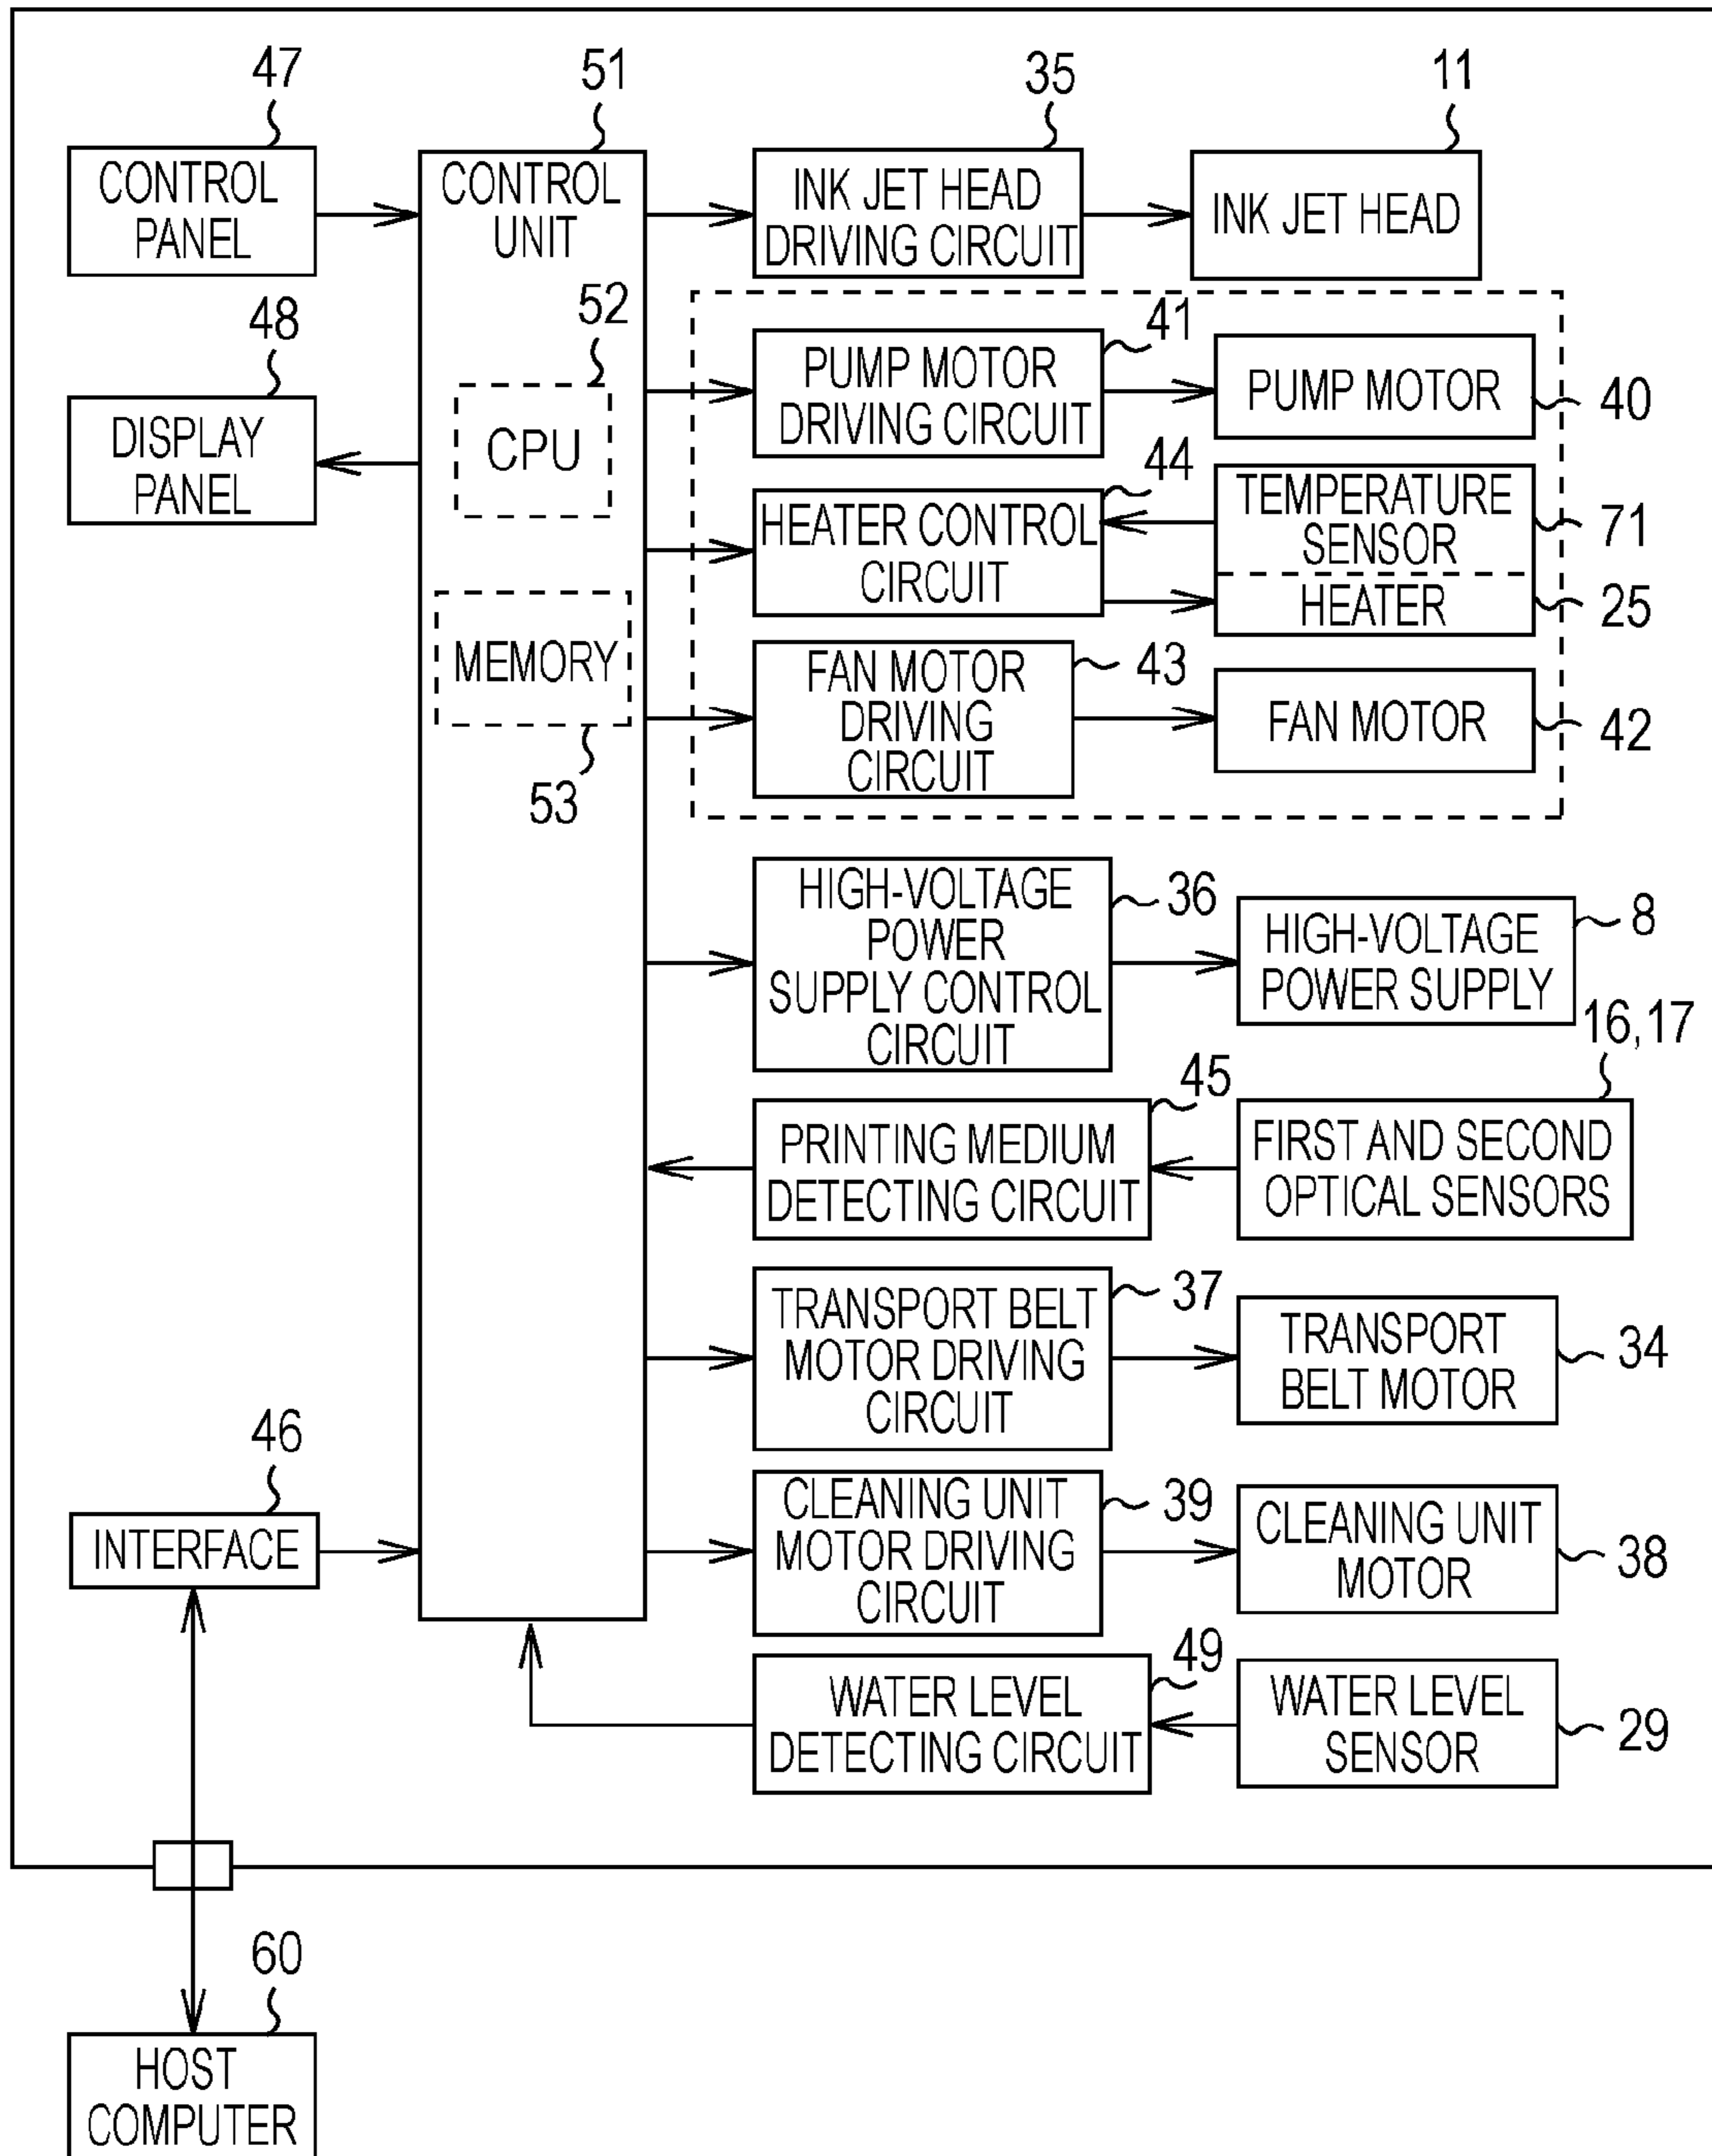 47
51
35
11
CONTROL
PANEL
CONTROL
UNIT
INK JET HEAD
DRIVING CIRCUIT
INK JET HEAD
48
52
41
DISPLAY
PANEL
CPU
PUMP MOTOR
DRIVING CIRCUIT
PUMP MOTOR
40
44
HEATER CONTROL
CIRCUIT
TEMPERATURE
SENSOR
71
HEATER
25
MEMORY
53
FAN MOTOR
DRIVING
CIRCUIT
43
FAN MOTOR
42
HIGH-VOLTAGE
POWER
SUPPLY CONTROL
CIRCUIT
36
HIGH-VOLTAGE
POWER SUPPLY
8
16,17
45
PRINTING MEDIUM
DETECTING CIRCUIT
FIRST AND SECOND
OPTICAL SENSORS
TRANSPORT BELT
MOTOR DRIVING
CIRCUIT
37
TRANSPORT
BELT MOTOR
34
46
INTERFACE
CLEANING UNIT
MOTOR DRIVING
CIRCUIT
39
CLEANING UNIT
MOTOR
38
49
WATER LEVEL
DETECTING CIRCUIT
WATER LEVEL
SENSOR
29
60
HOST
COMPUTER